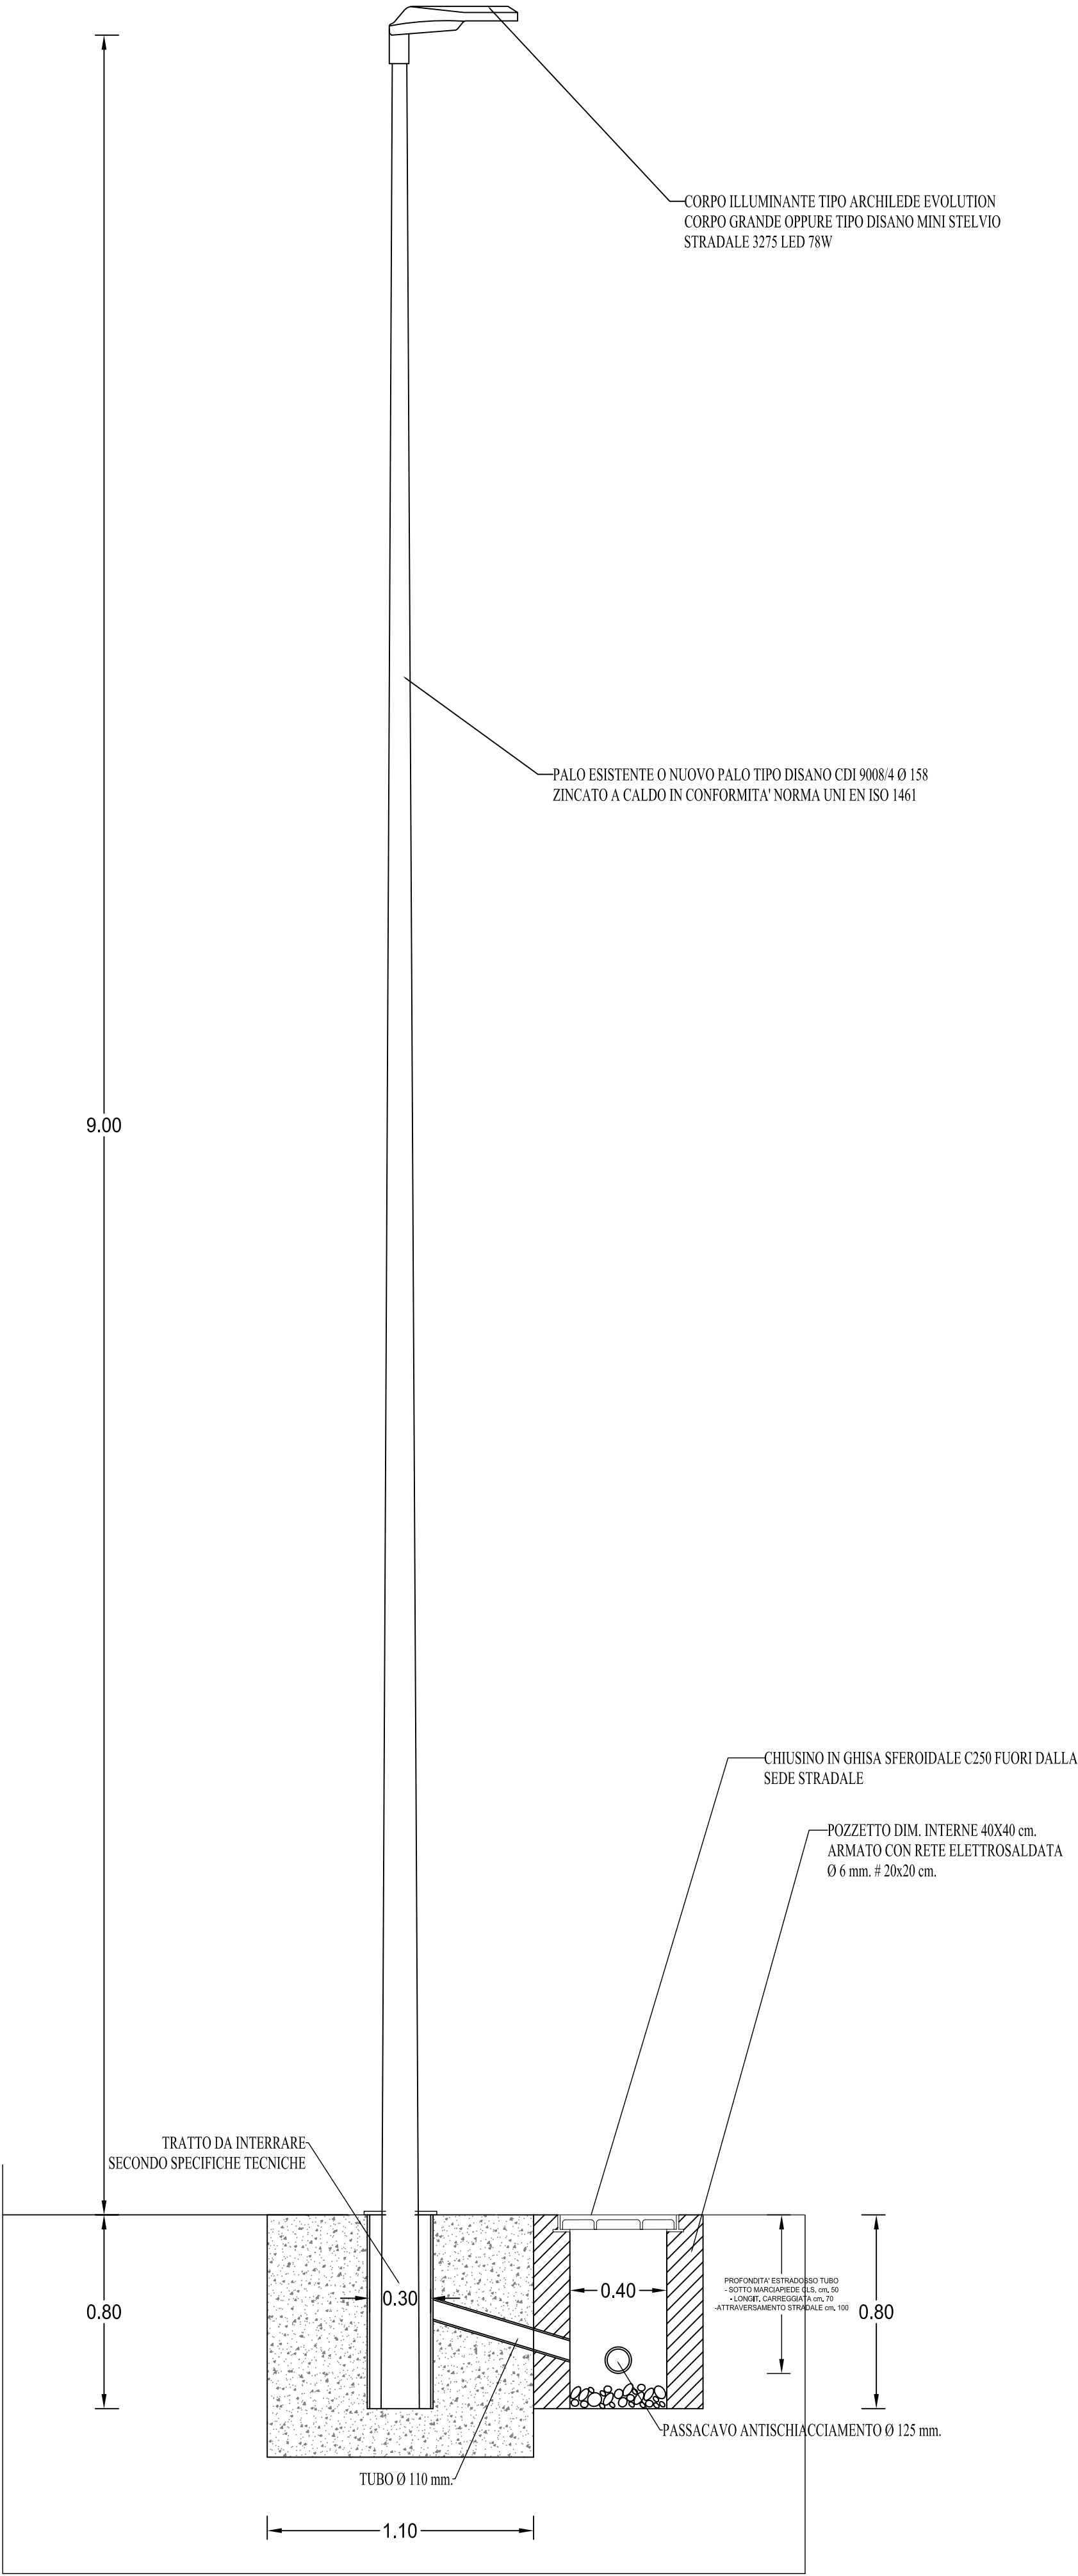 CORPO ILLUMINANTE TIPO ARCHILEDE EVOLUTION
CORPO GRANDE OPPURE TIPO DISANO MINI STELVIO
STRADALE 3275 LED 78W
PALO ESISTENTE O NUOVO PALO TIPO DISANO CDI 9008/4 Ø 158
ZINCATO A CALDO IN CONFORMITA' NORMA UNI EN ISO 1461
9.00
CHIUSINO IN GHISA SFEROIDALE C250 FUORI DALLA
SEDE STRADALE
POZZETTO DIM. INTERNE 40X40 cm.
ARMATO CON RETE ELETTROSALDATA
Ø 6 mm. # 20x20 cm.
TRATTO DA INTERRARE
SECONDO SPECIFICHE TECNICHE
0.30
0.40
PROFONDITA' ESTRADOSSO TUBO
- SOTTO MARCIAPIEDE CLS. cm. 50
- LONGIT. CARREGGIATA cm. 70
-ATTRAVERSAMENTO STRADALE cm. 100
0.80
0.80
PASSACAVO ANTISCHIACCIAMENTO Ø 125 mm.
TUBO Ø 110 mm.
1.10